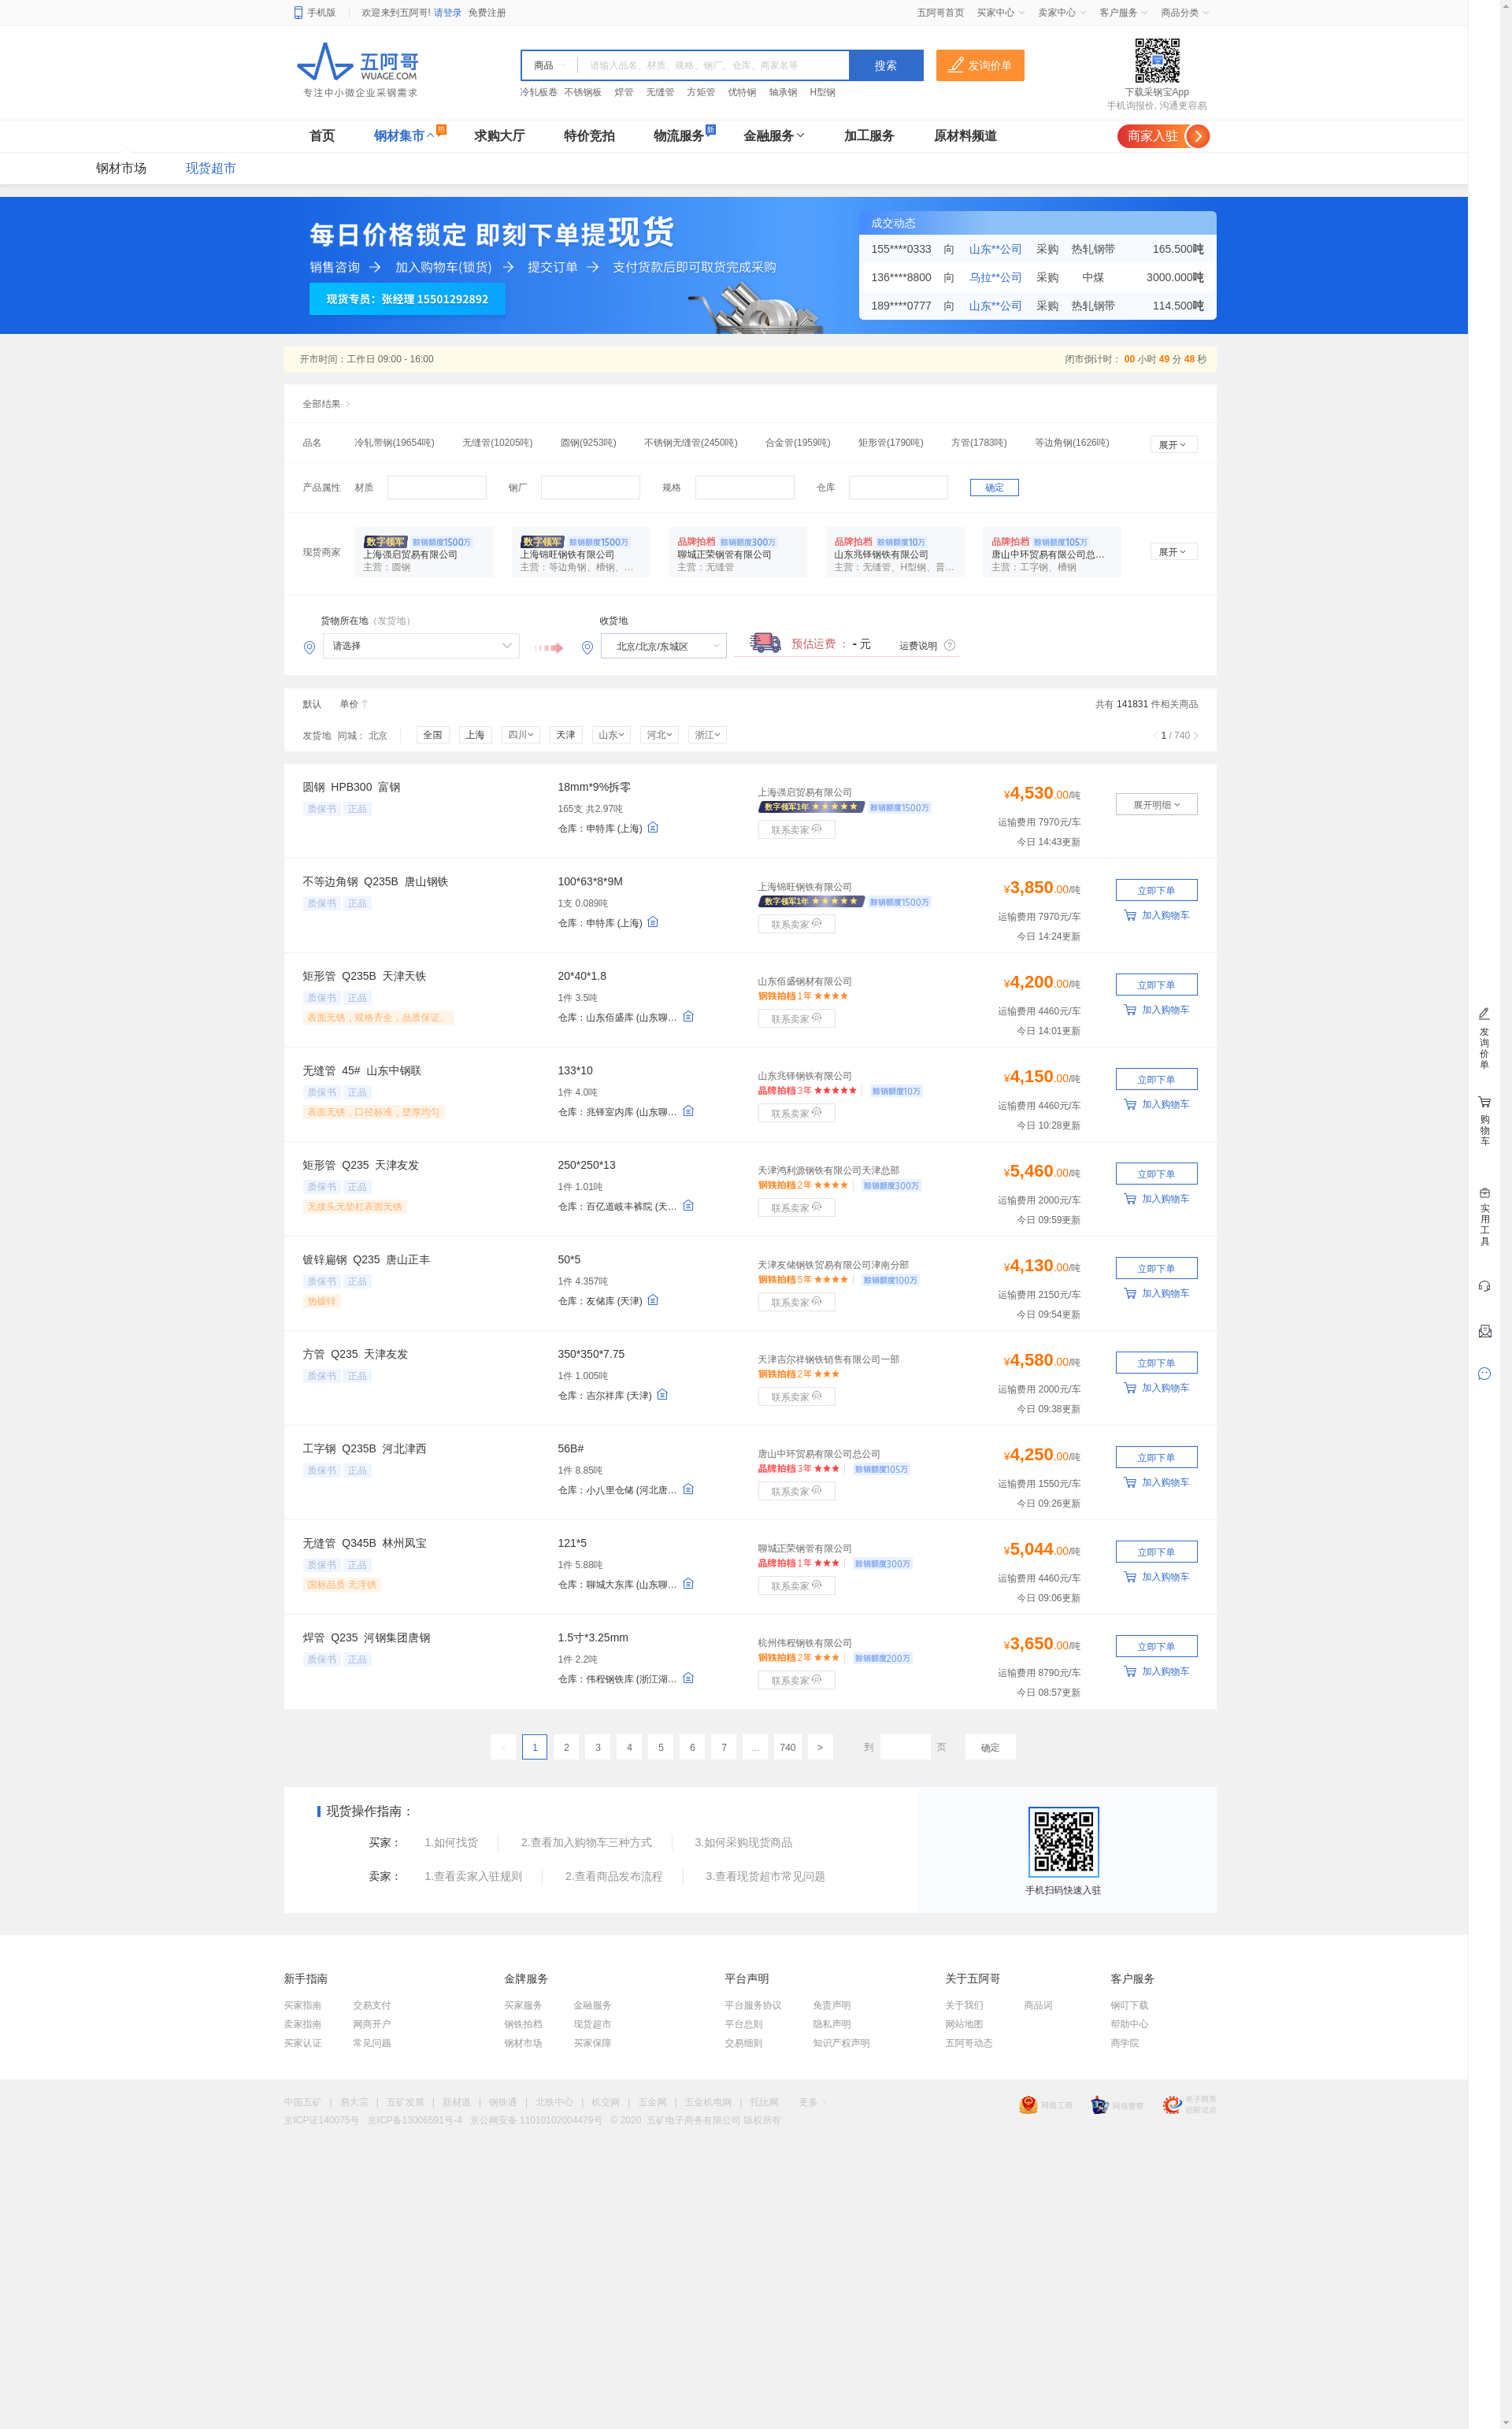 手机版 欢迎来到五阿哥! 请登录 免费注册 五阿哥首页 买家中心 卖家中心 客户服务 商品分类
五阿哥
WUAGE.COM
专注中小微企业采钢需求
商品 请输入品名、材质、规格、钢厂、仓库、商家名等 搜索 发询价单
冷轧板卷 不锈钢板 焊管 无缝管 方矩管 优特钢 轴承钢 H型钢
下载采钢宝App
手机询报价, 沟通更容易
首页 钢材集市 热 求购大厅 特价竞拍 物流服务 新 金融服务 加工服务 原材料频道 商家入驻
钢材市场 现货超市
每日价格锁定 即刻下单提现货
销售咨询 → 加入购物车(锁货) → 提交订单 → 支付货款后即可取货完成采购
现货专员：张经理 15501292892
成交动态
155****0333 向 山东**公司 采购 热轧钢带 165.500吨
136****8800 向 乌拉**公司 采购 中煤 3000.000吨
189****0777 向 山东**公司 采购 热轧钢带 114.500吨
开市时间：工作日 09:00 - 16:00 闭市倒计时： 00 小时 49 分 48 秒
全部结果
品名 冷轧带钢(19654吨) 无缝管(10205吨) 圆钢(9253吨) 不锈钢无缝管(2450吨) 合金管(1959吨) 矩形管(1790吨) 方管(1783吨) 等边角钢(1626吨) 展开
产品属性 材质 钢厂 规格 仓库 确定
现货商家
数字领军 赊销额度1500万
上海强启贸易有限公司
主营：圆钢
数字领军 赊销额度1500万
上海锦旺钢铁有限公司
主营：等边角钢、槽钢、...
品牌拍档 赊销额度300万
聊城正荣钢管有限公司
主营：无缝管
品牌拍档 赊销额度10万
山东兆铎钢铁有限公司
主营：无缝管、H型钢、普...
品牌拍档 赊销额度105万
唐山中环贸易有限公司总...
主营：工字钢、槽钢
展开
货物所在地（发货地） 收货地
请选择 北京/北京/东城区 预估运费 ： - 元 运费说明 ?
默认 单价 共有 141831 件相关商品
发货地 同城： 北京 全国 上海 四川 天津 山东 河北 浙江 1 / 740
圆钢 HPB300 富钢
质保书 正品
18mm*9%拆零
165支 共2.97吨
仓库：申特库 (上海)
上海强启贸易有限公司
数字领军1年 ★★★★★ 赊销额度1500万
联系卖家
¥4,530.00/吨
运输费用 7970元/车
今日 14:43更新
展开明细
不等边角钢 Q235B 唐山钢铁
质保书 正品
100*63*8*9M
1支 0.089吨
仓库：申特库 (上海)
上海锦旺钢铁有限公司
数字领军1年 ★★★★★ 赊销额度1500万
联系卖家
¥3,850.00/吨
运输费用 7970元/车
今日 14:24更新
立即下单
加入购物车
矩形管 Q235B 天津天铁
质保书 正品
表面无锈，规格齐全，品质保证。
20*40*1.8
1件 3.5吨
仓库：山东佰盛库 (山东聊...
山东佰盛钢材有限公司
钢铁拍档 1年 ★★★★
联系卖家
¥4,200.00/吨
运输费用 4460元/车
今日 14:01更新
立即下单
加入购物车
无缝管 45# 山东中钢联
质保书 正品
表面无锈，口径标准，壁厚均匀
133*10
1件 4.0吨
仓库：兆铎室内库 (山东聊...
山东兆铎钢铁有限公司
品牌拍档 3年 ★★★★★ 赊销额度10万
联系卖家
¥4,150.00/吨
运输费用 4460元/车
今日 10:28更新
立即下单
加入购物车
矩形管 Q235 天津友发
质保书 正品
无接头无垫杠表面无锈
250*250*13
1件 1.01吨
仓库：百亿道岐丰裤院 (天...
天津鸿利源钢铁有限公司天津总部
钢铁拍档 2年 ★★★★ 赊销额度300万
联系卖家
¥5,460.00/吨
运输费用 2000元/车
今日 09:59更新
立即下单
加入购物车
镀锌扁钢 Q235 唐山正丰
质保书 正品
热镀锌
50*5
1件 4.357吨
仓库：友储库 (天津)
天津友储钢铁贸易有限公司津南分部
钢铁拍档 5年 ★★★★ 赊销额度100万
联系卖家
¥4,130.00/吨
运输费用 2150元/车
今日 09:54更新
立即下单
加入购物车
方管 Q235 天津友发
质保书 正品
350*350*7.75
1件 1.005吨
仓库：吉尔祥库 (天津)
天津吉尔祥钢铁销售有限公司一部
钢铁拍档 2年 ★★★
联系卖家
¥4,580.00/吨
运输费用 2000元/车
今日 09:38更新
立即下单
加入购物车
工字钢 Q235B 河北津西
质保书 正品
56B#
1件 8.85吨
仓库：小八里仓储 (河北唐...
唐山中环贸易有限公司总公司
品牌拍档 3年 ★★★ 赊销额度105万
联系卖家
¥4,250.00/吨
运输费用 1550元/车
今日 09:26更新
立即下单
加入购物车
无缝管 Q345B 林州凤宝
质保书 正品
国标品质 无浮锈
121*5
1件 5.88吨
仓库：聊城大东库 (山东聊...
聊城正荣钢管有限公司
品牌拍档 1年 ★★★ 赊销额度300万
联系卖家
¥5,044.00/吨
运输费用 4460元/车
今日 09:06更新
立即下单
加入购物车
焊管 Q235 河钢集团唐钢
质保书 正品
1.5寸*3.25mm
1件 2.2吨
仓库：伟程钢铁库 (浙江湖...
杭州伟程钢铁有限公司
钢铁拍档 2年 ★★★ 赊销额度200万
联系卖家
¥3,650.00/吨
运输费用 8790元/车
今日 08:57更新
立即下单
加入购物车
< 1 2 3 4 5 6 7 ... 740 > 到 页 确定
现货操作指南：
买家： 1.如何找货 2.查看加入购物车三种方式 3.如何采购现货商品
卖家： 1.查看卖家入驻规则 2.查看商品发布流程 3.查看现货超市常见问题
手机扫码快速入驻
新手指南 金牌服务 平台声明 关于五阿哥 客户服务
买家指南 交易支付 买家服务 金融服务 平台服务协议 免责声明 关于我们 商品词 钢叮下载
卖家指南 网商开户 钢铁拍档 现货超市 平台总则 隐私声明 网站地图 帮助中心
买家认证 常见问题 钢材市场 买家保障 交易细则 知识产权声明 五阿哥动态 商学院
中国五矿 | 易大宗 | 五矿发展 | 新材道 | 钢铁通 | 北铁中心 | 机交网 | 五金网 | 五金机电网 | 托比网 更多 >
京ICP证140075号 京ICP备13006591号-4 京公网安备 11010102004479号 © 2020 五矿电子商务有限公司 版权所有
网络工商 网络警察 电子商务
创新试点
发询价单
购物车
实用工具